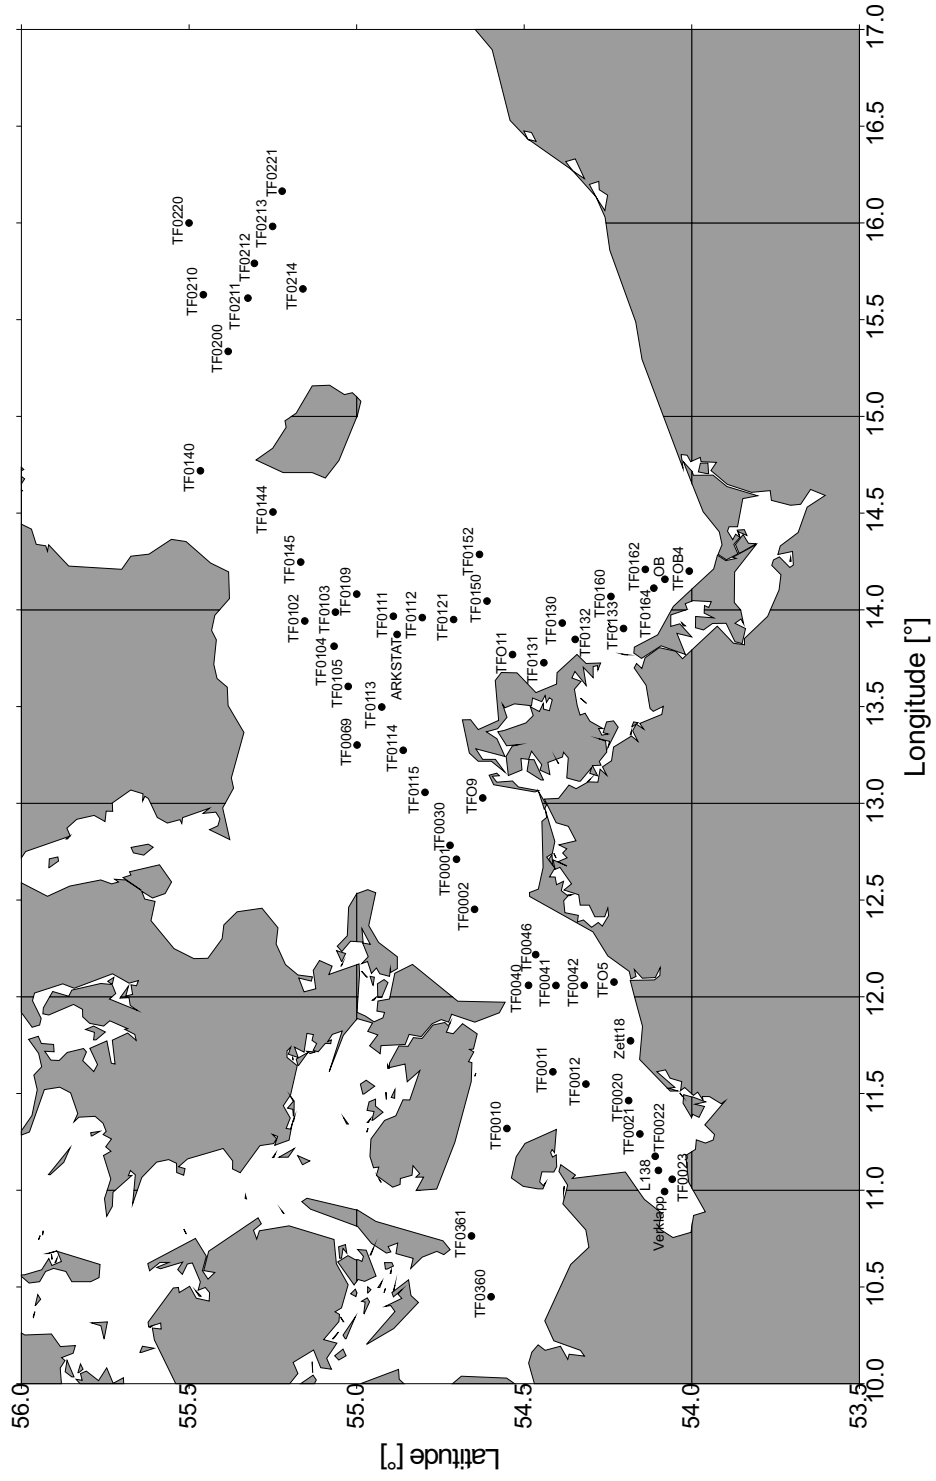 56.0
55.5
55.0
54.5
54.0
53.5
Latitude [°]
10.0
10.5
11.0
11.5
12.0
12.5
13.0
13.5
14.0
14.5
15.0
15.5
16.0
16.5
17.0
Longitude [°]
TF0220
TF0210
TF0221
TF0213
TF0212
TF0211
TF0214
TF0200
TF0140
TF0144
TF0145
TF0102
TF0103
TF0109
TF0104
TF0105
TF0111
TF0112
ARKSTAT
TF0113
TF0069
TF0114
TF0115
TF0121
TF0152
TF0150
TFO11
TF0130
TF0131
TF0132
TF0160
TF0133
TF0162
TF0164
OB
TFOB4
TFO9
TF0030
TF0001
TF0002
TF0046
TF0040
TF0041
TF0042
TFO5
Zett18
TF0011
TF0012
TF0010
TF0020
TF0021
TF0022
L138
TF0023
Verklapp
TF0361
TF0360